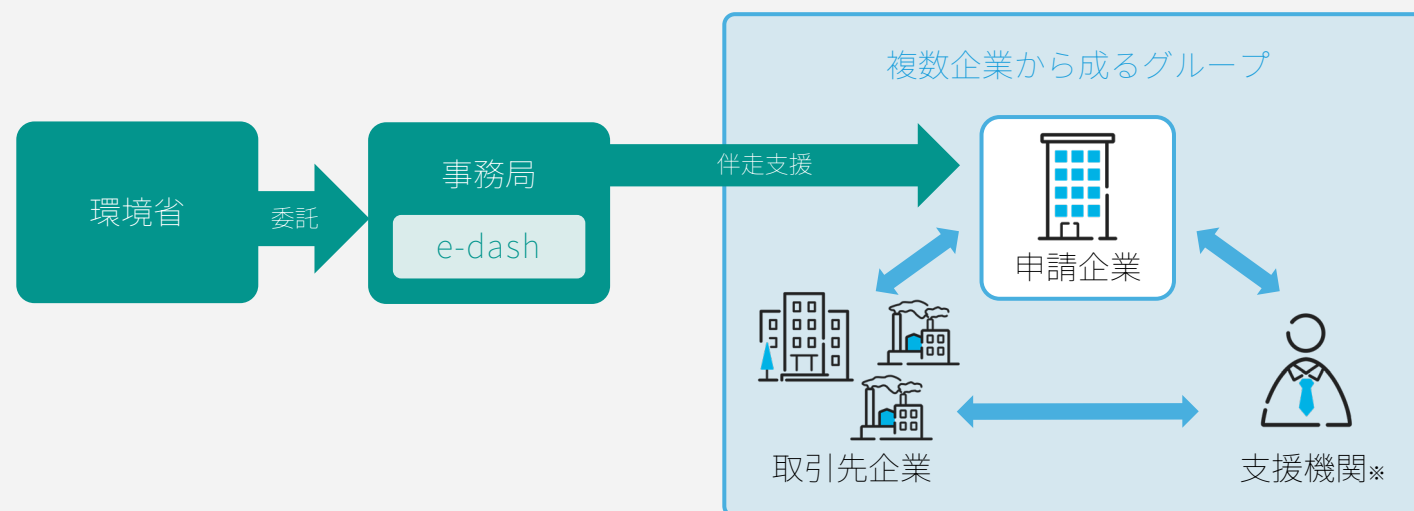 複数企業から成るグループ
環境省
委託
事務局
e-dash
伴走支援
申請企業
取引先企業
支援機関※